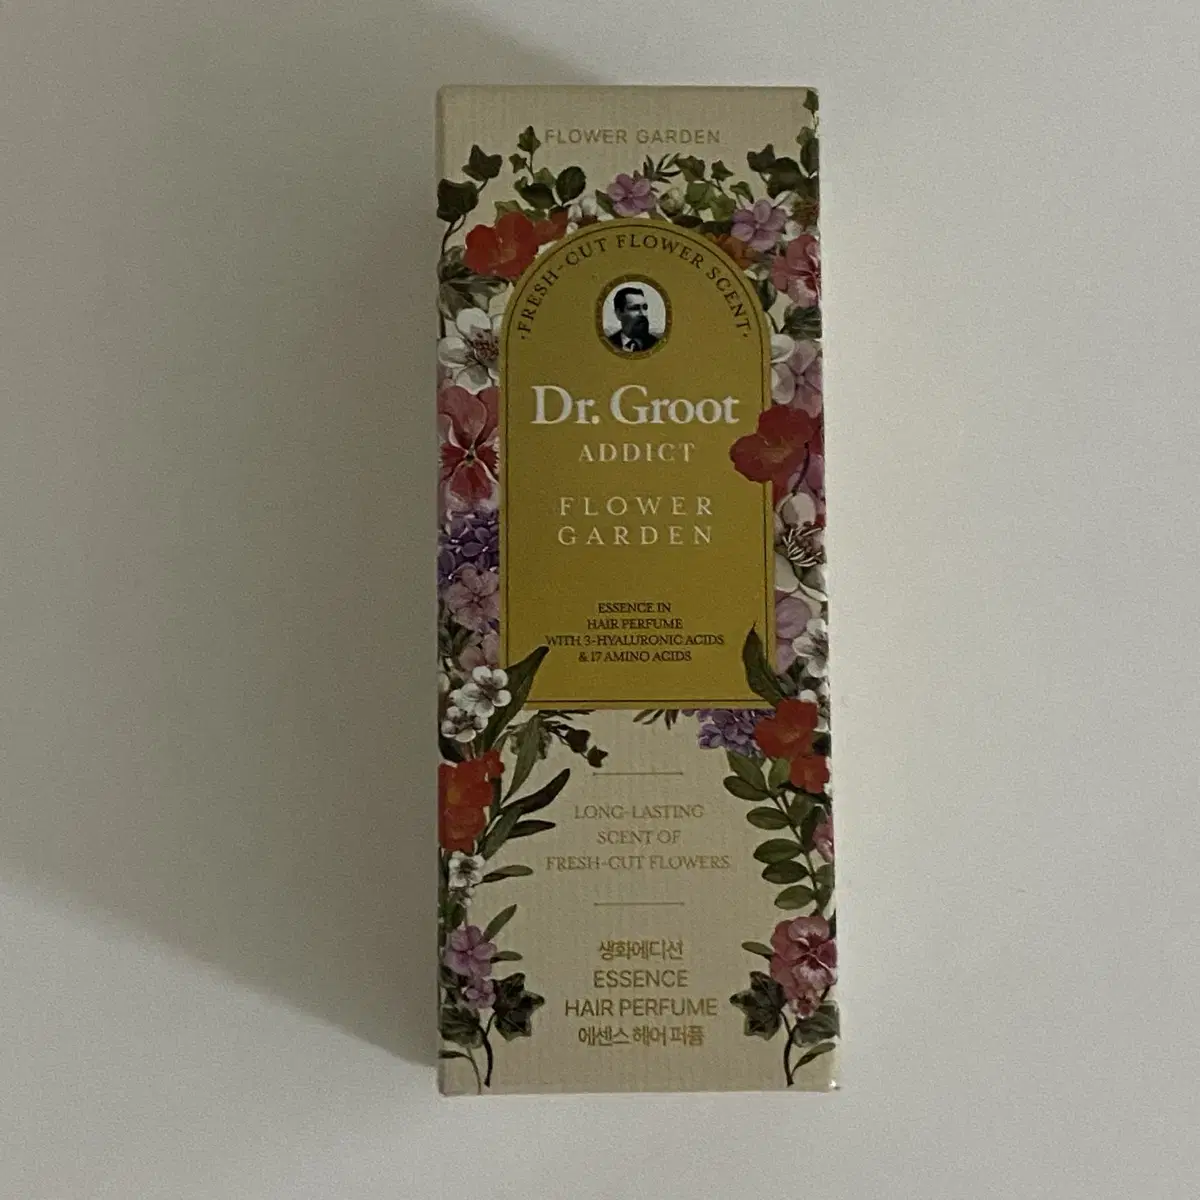 FLOWER GARDEN
·FRESH-CUT FLOWER SCENT·
Dr. Groot
ADDICT
FLOWER
GARDEN
ESSENCE IN
HAIR PERFUME
WITH 3-HYALURONIC ACIDS
& 17 AMINO ACIDS
LONG-LASTING
SCENT OF
FRESH-CUT FLOWERS
생화에디션
ESSENCE
HAIR PERFUME
에센스 헤어 퍼퓸